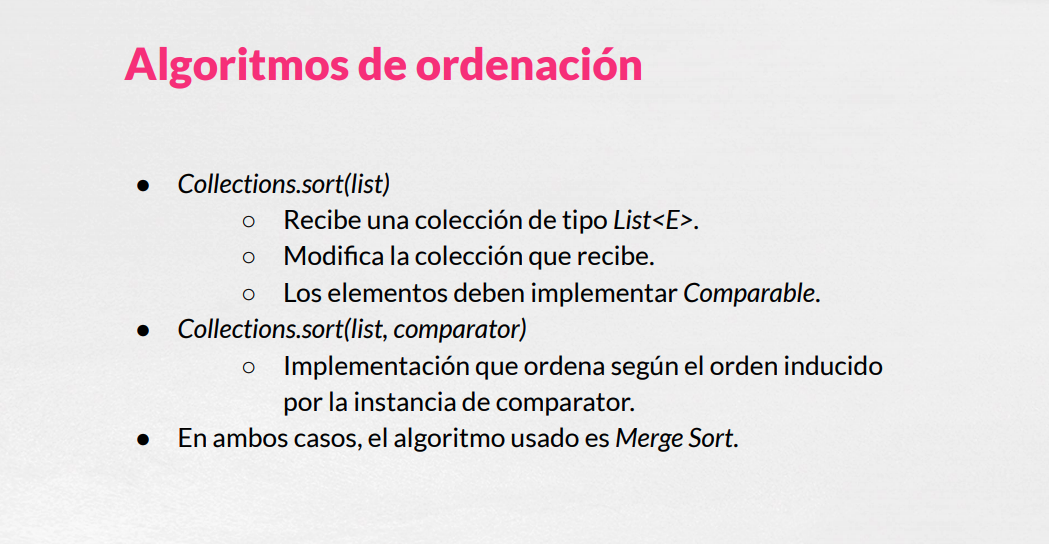 Algoritmos de ordenación
● Collections.sort(list)
○ Recibe una colección de tipo List<E>.
○ Modifica la colección que recibe.
○ Los elementos deben implementar Comparable.
● Collections.sort(list, comparator)
○ Implementación que ordena según el orden inducido
por la instancia de comparator.
● En ambos casos, el algoritmo usado es Merge Sort.